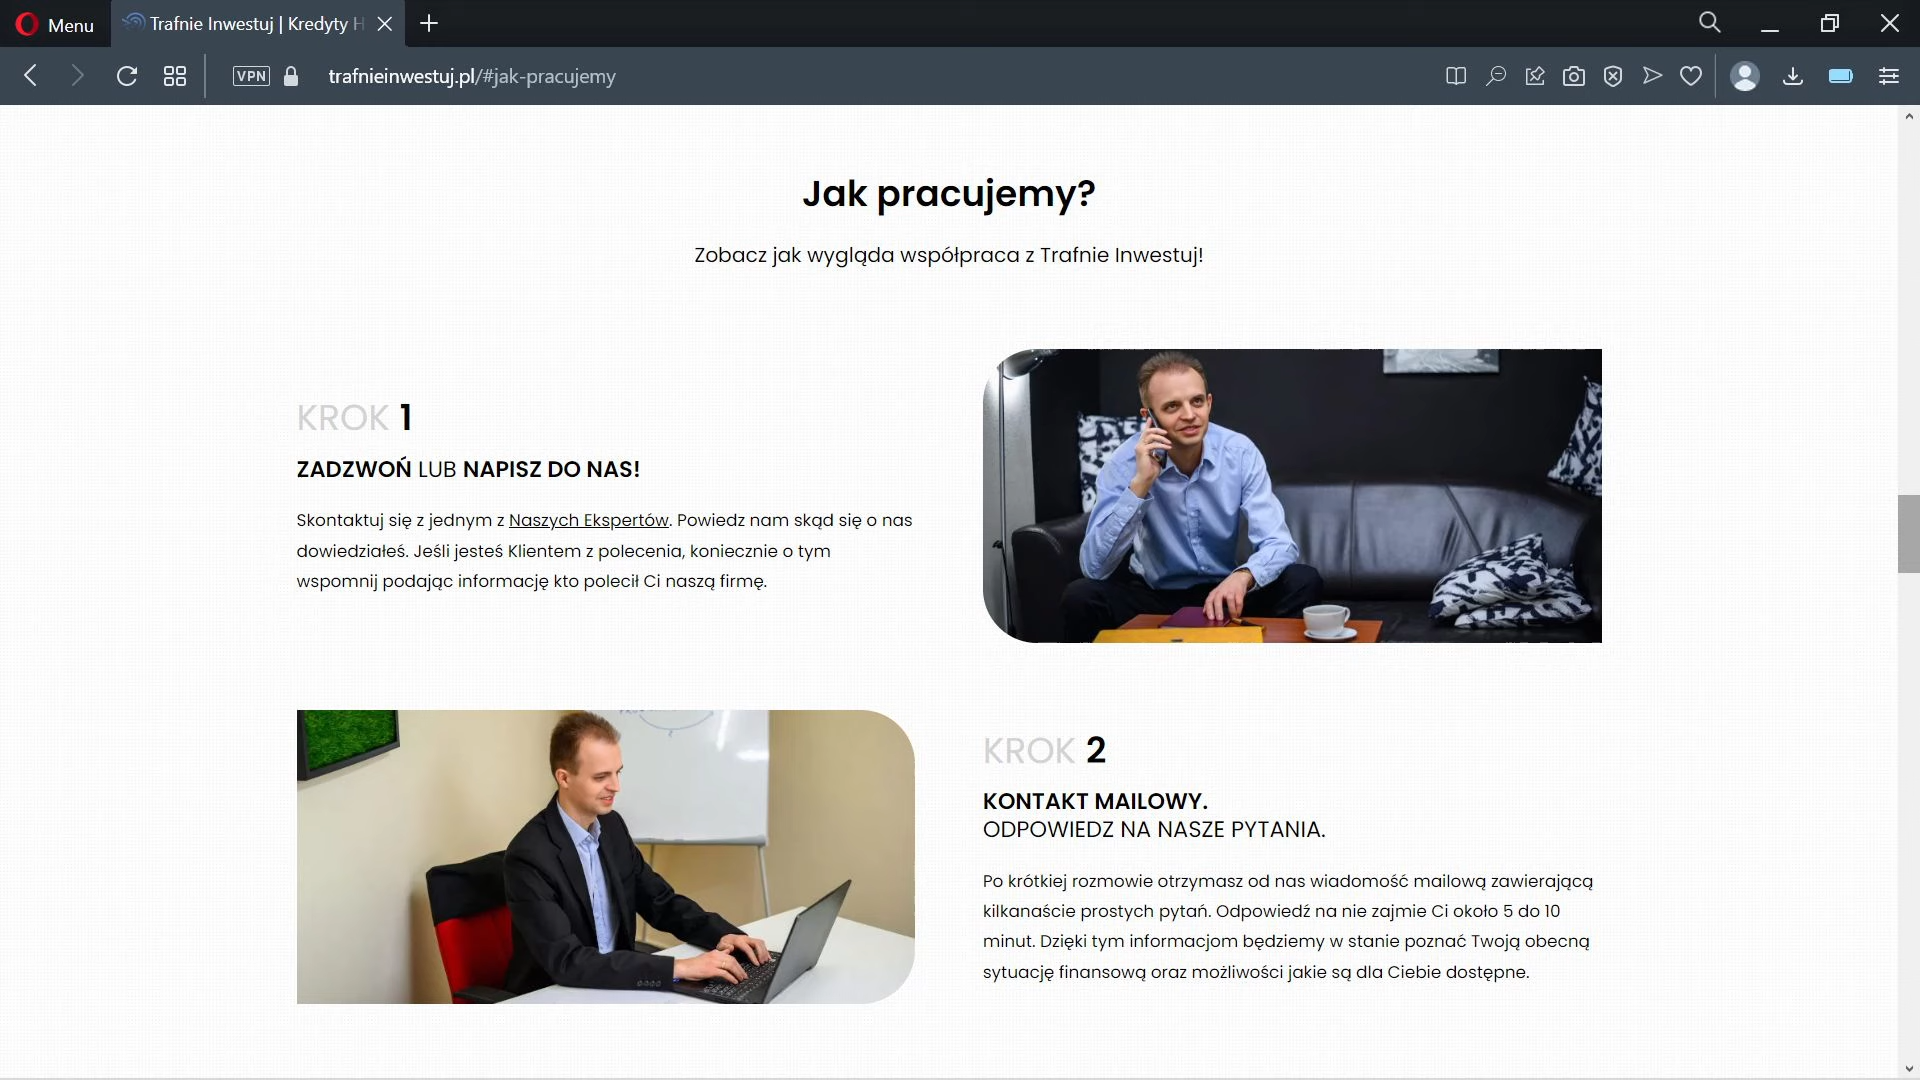 Menu
Trafnie Inwestuj | Kredyty H
VPN
trafnieinwestuj.pl/#jak-pracujemy
Jak pracujemy?
Zobacz jak wygląda współpraca z Trafnie Inwestuj!
KROK 1
ZADZWOŃ LUB NAPISZ DO NAS!
Skontaktuj się z jednym z Naszych Ekspertów. Powiedz nam skąd się o nas
dowiedziałeś. Jeśli jesteś Klientem z polecenia, koniecznie o tym
wspomnij podając informację kto polecił Ci naszą firmę.
KROK 2
KONTAKT MAILOWY.
ODPOWIEDZ NA NASZE PYTANIA.
Po krótkiej rozmowie otrzymasz od nas wiadomość mailową zawierającą
kilkanaście prostych pytań. Odpowiedź na nie zajmie Ci około 5 do 10
minut. Dzięki tym informacjom będziemy w stanie poznać Twoją obecną
sytuację finansową oraz możliwości jakie są dla Ciebie dostępne.